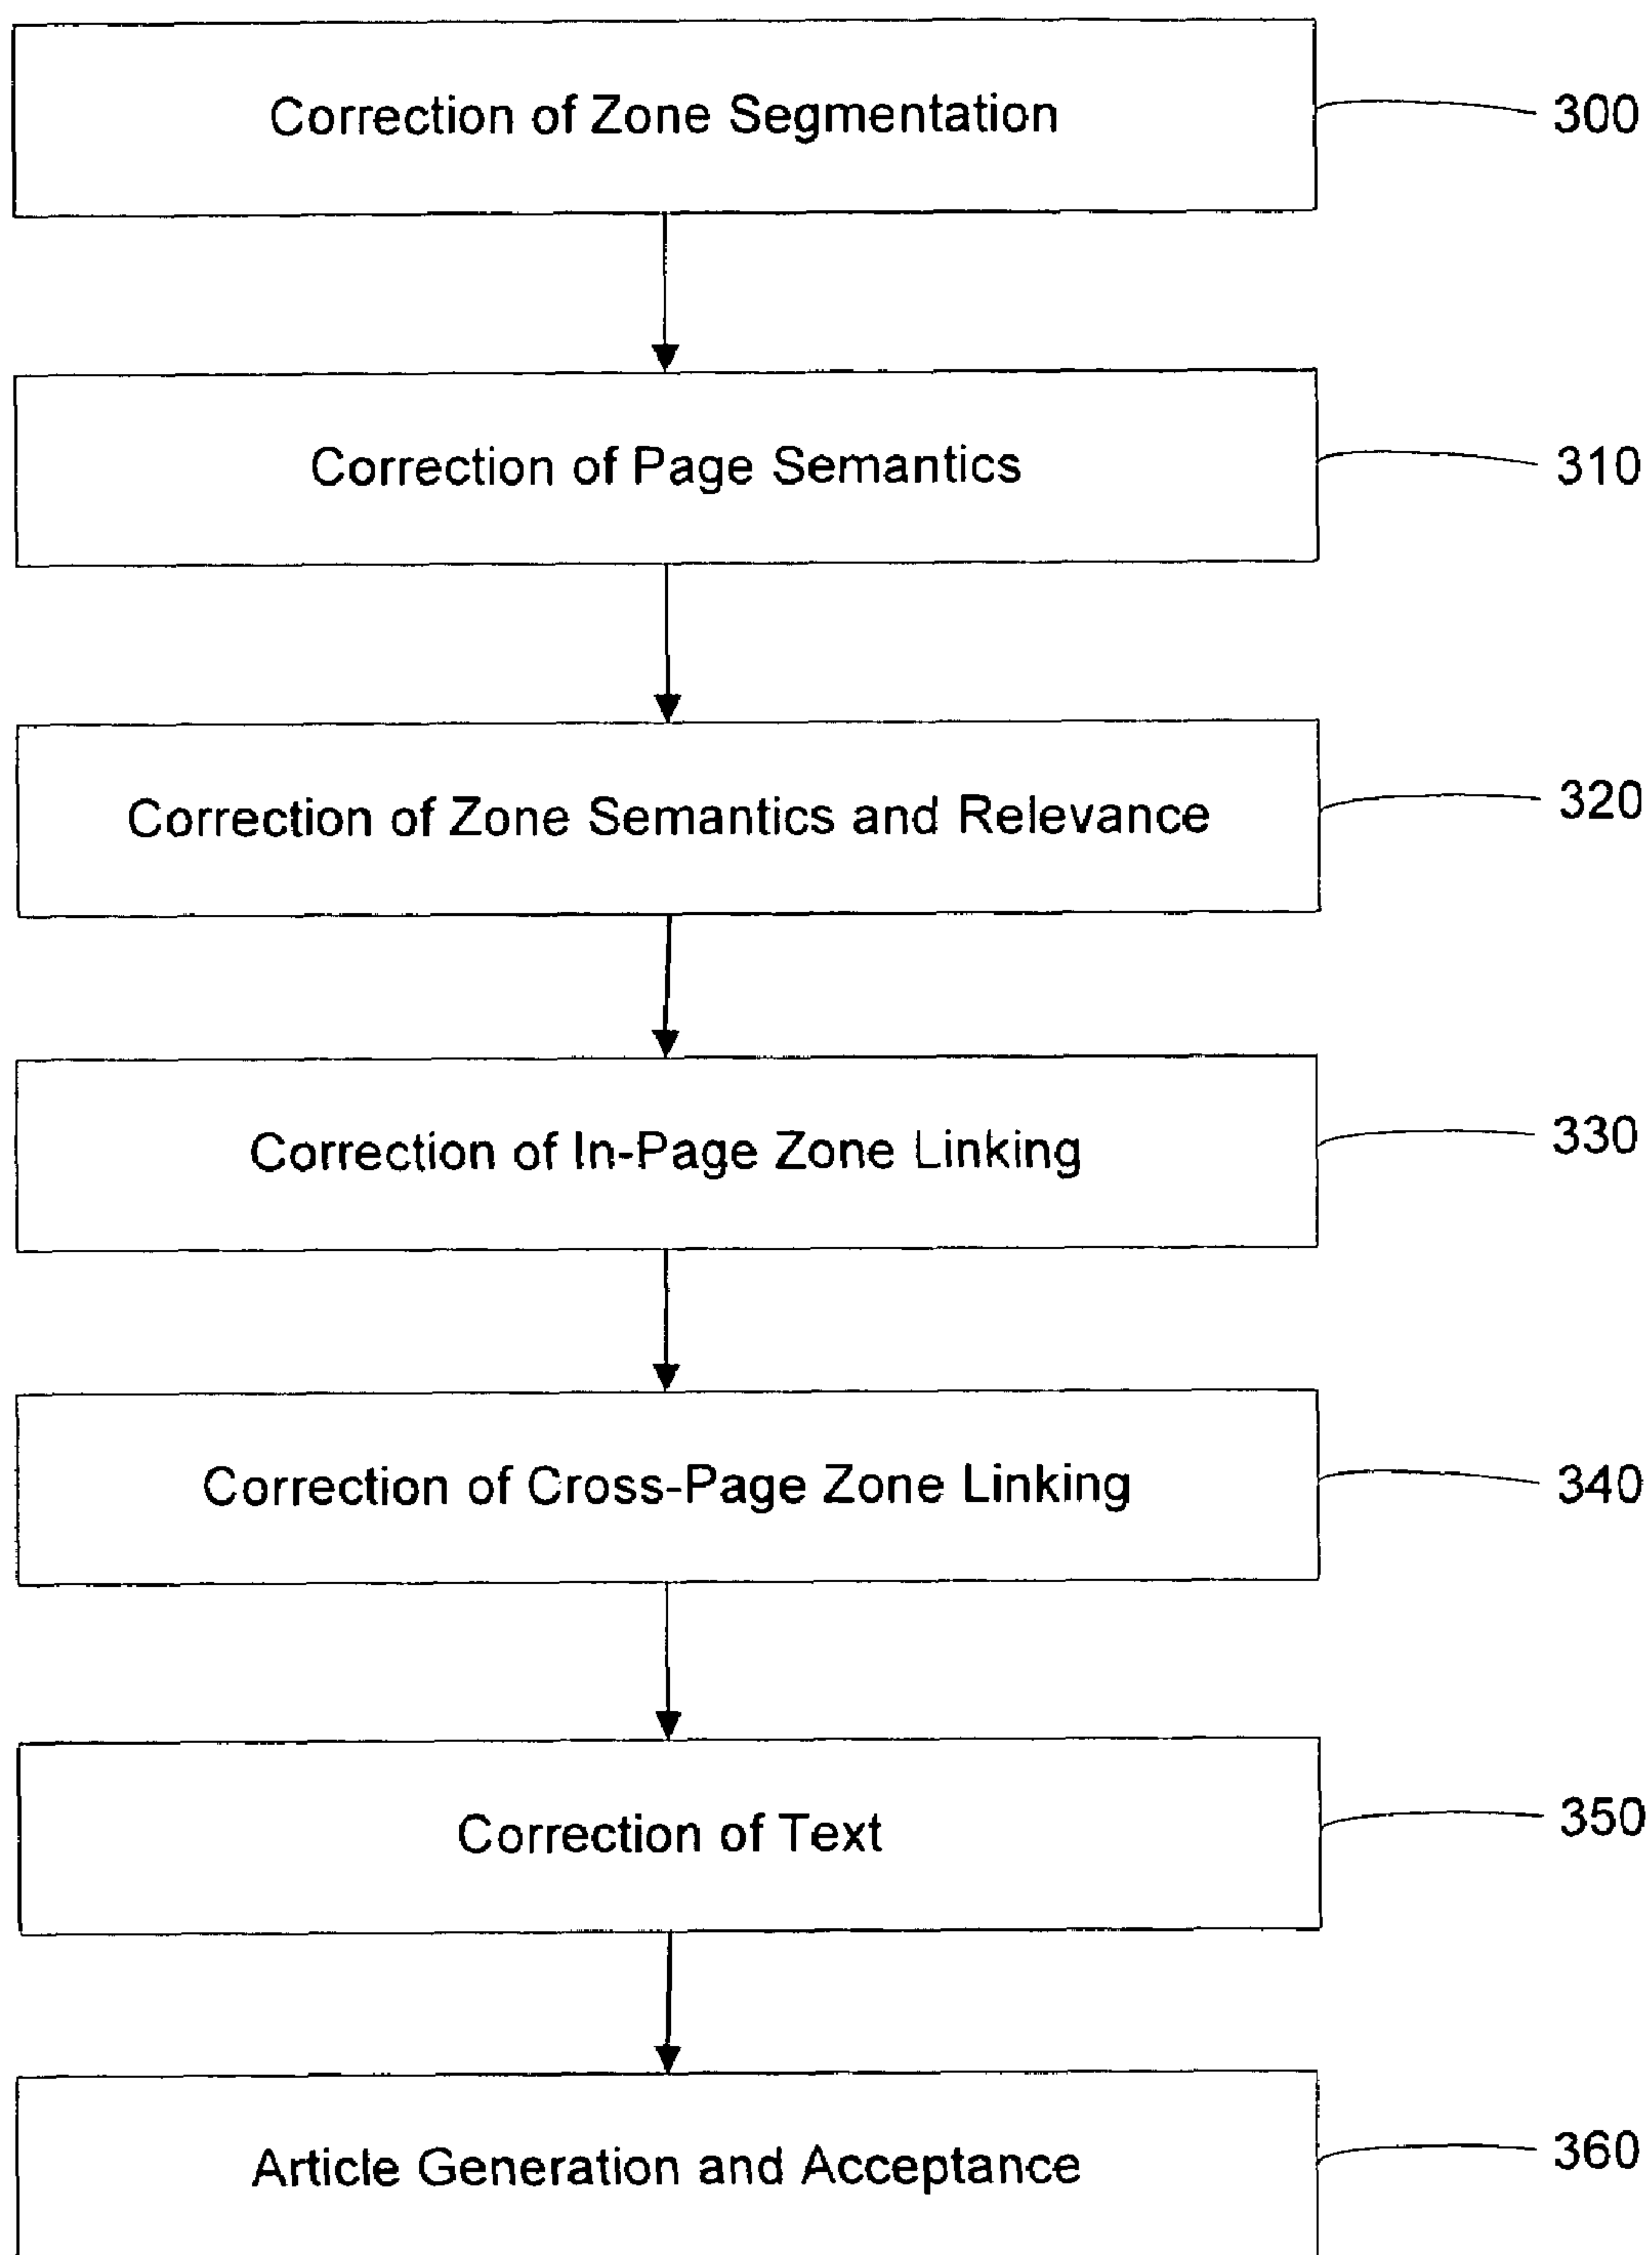 Correction of Zone Segmentation
300
Correction of Page Semantics
310
Correction of Zone Semantics and Relevance
320
Correction of In-Page Zone Linking
330
Correction of Cross-Page Zone Linking
340
Correction of Text
350
Article Generation and Acceptance
360